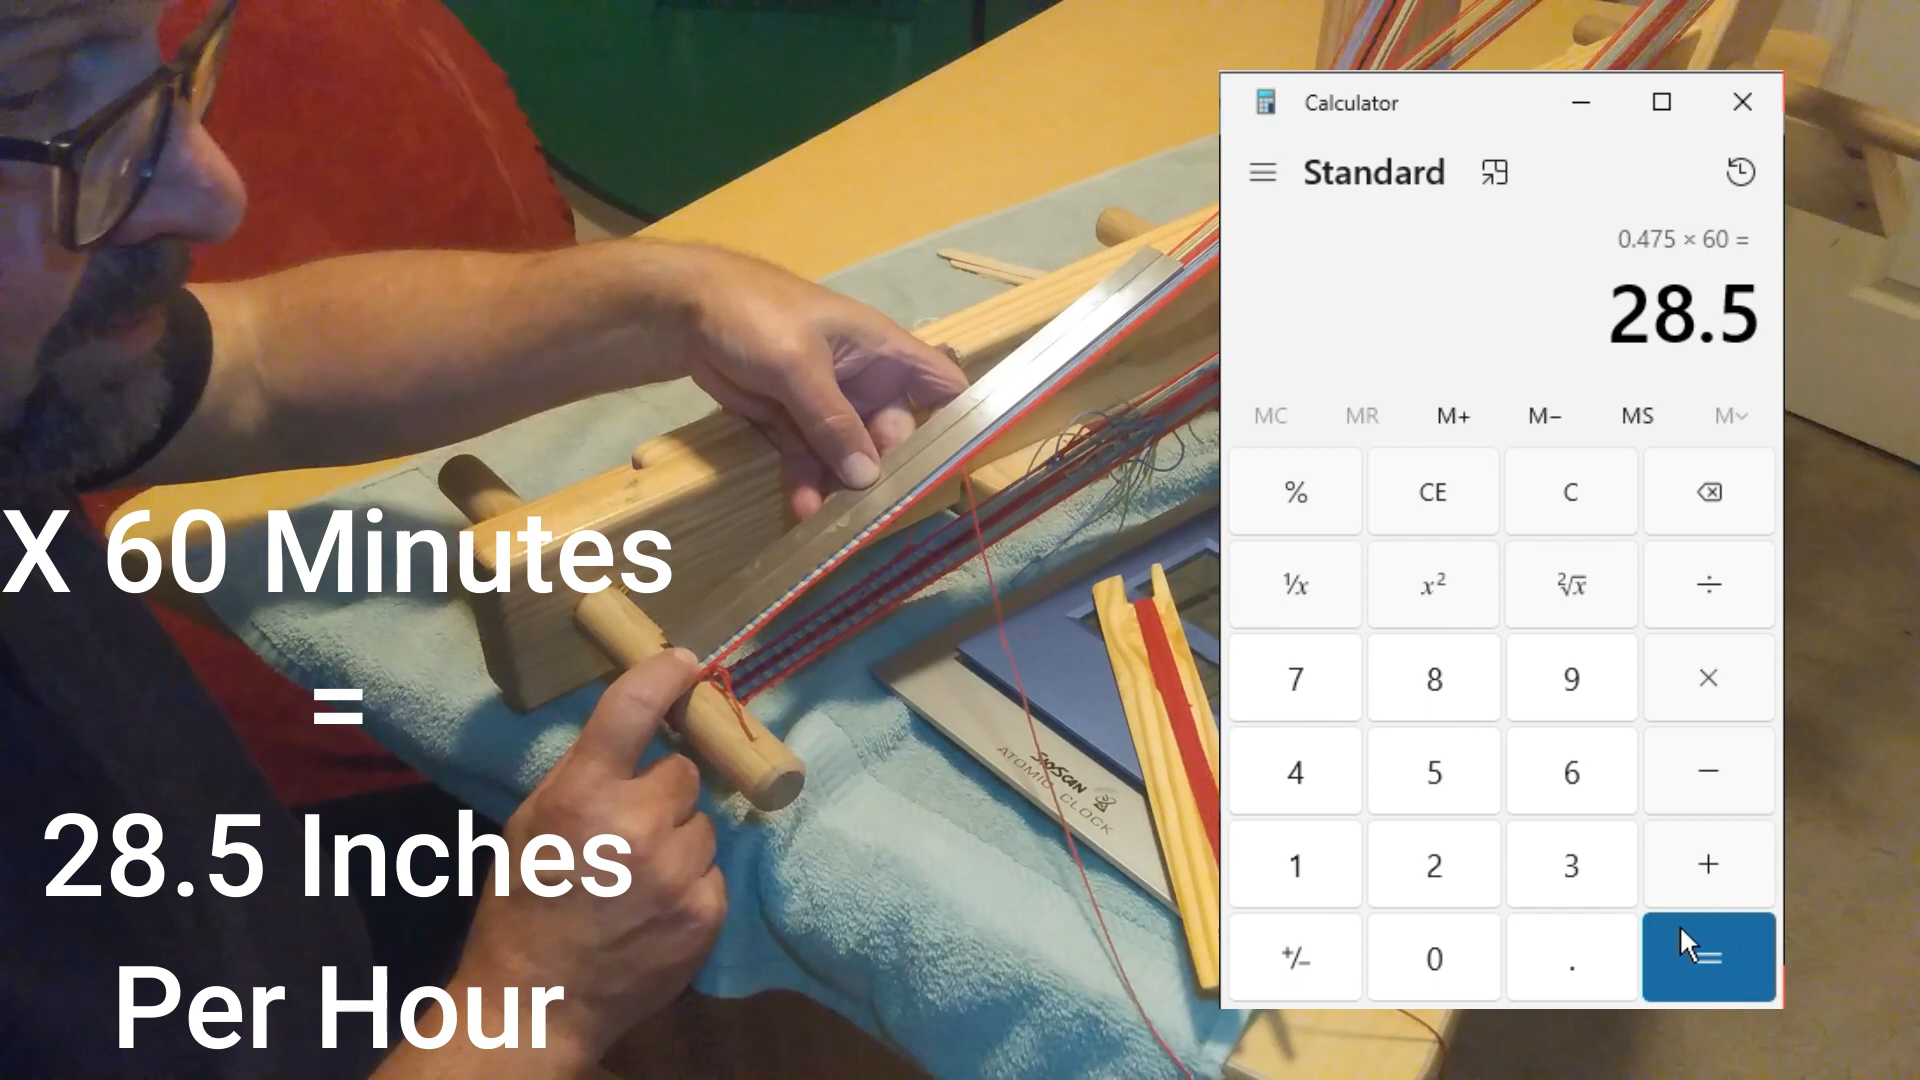 X 60 Minutes
=
28.5 Inches
Per Hour
SkyScan
ATOMIC CLOCK
Calculator
Standard
0.475 × 60 =
28.5
MC MR M+ M− MS M
% CE C
⅟x x² ²√x ÷
7 8 9 ×
4 5 6 −
1 2 3 +
+/− 0 . =